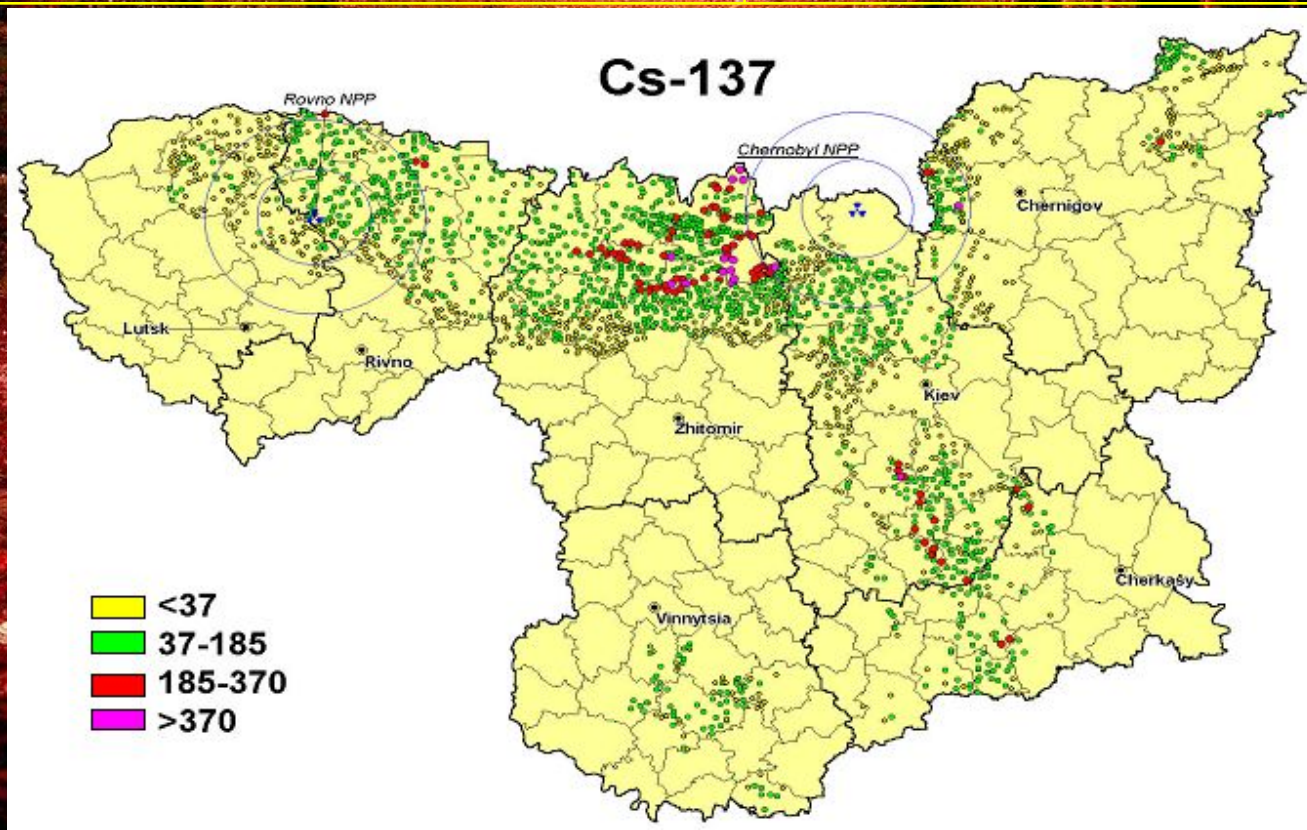 Cs-137
Rovno NPP
Chernobyl NPP
Chernigov
Lutsk
Rivno
Kiev
Zhitomir
Cherkasy
Vinnytsia
<37
37-185
185-370
>370